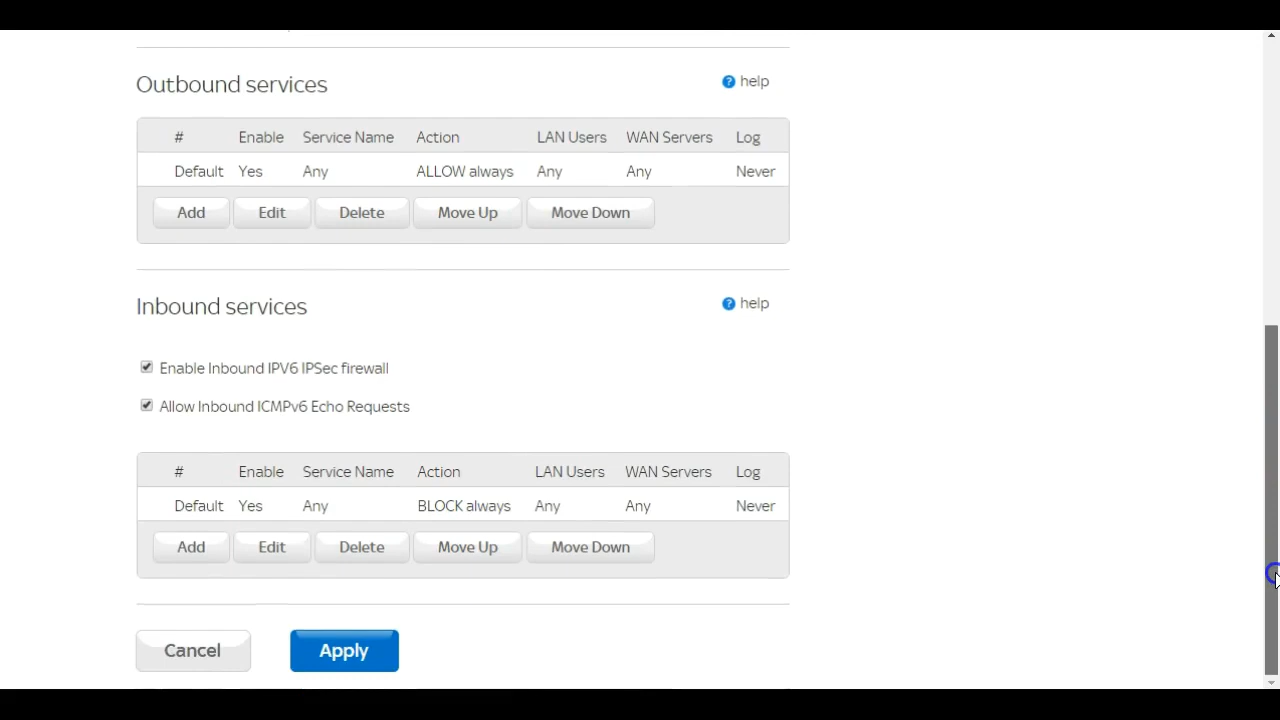 Outbound services
help
# Enable Service Name Action LAN Users WAN Servers Log
Default Yes Any ALLOW always Any Any Never
Add Edit Delete Move Up Move Down
Inbound services
help
Enable Inbound IPV6 IPSec firewall
Allow Inbound ICMPv6 Echo Requests
# Enable Service Name Action LAN Users WAN Servers Log
Default Yes Any BLOCK always Any Any Never
Add Edit Delete Move Up Move Down
Cancel Apply